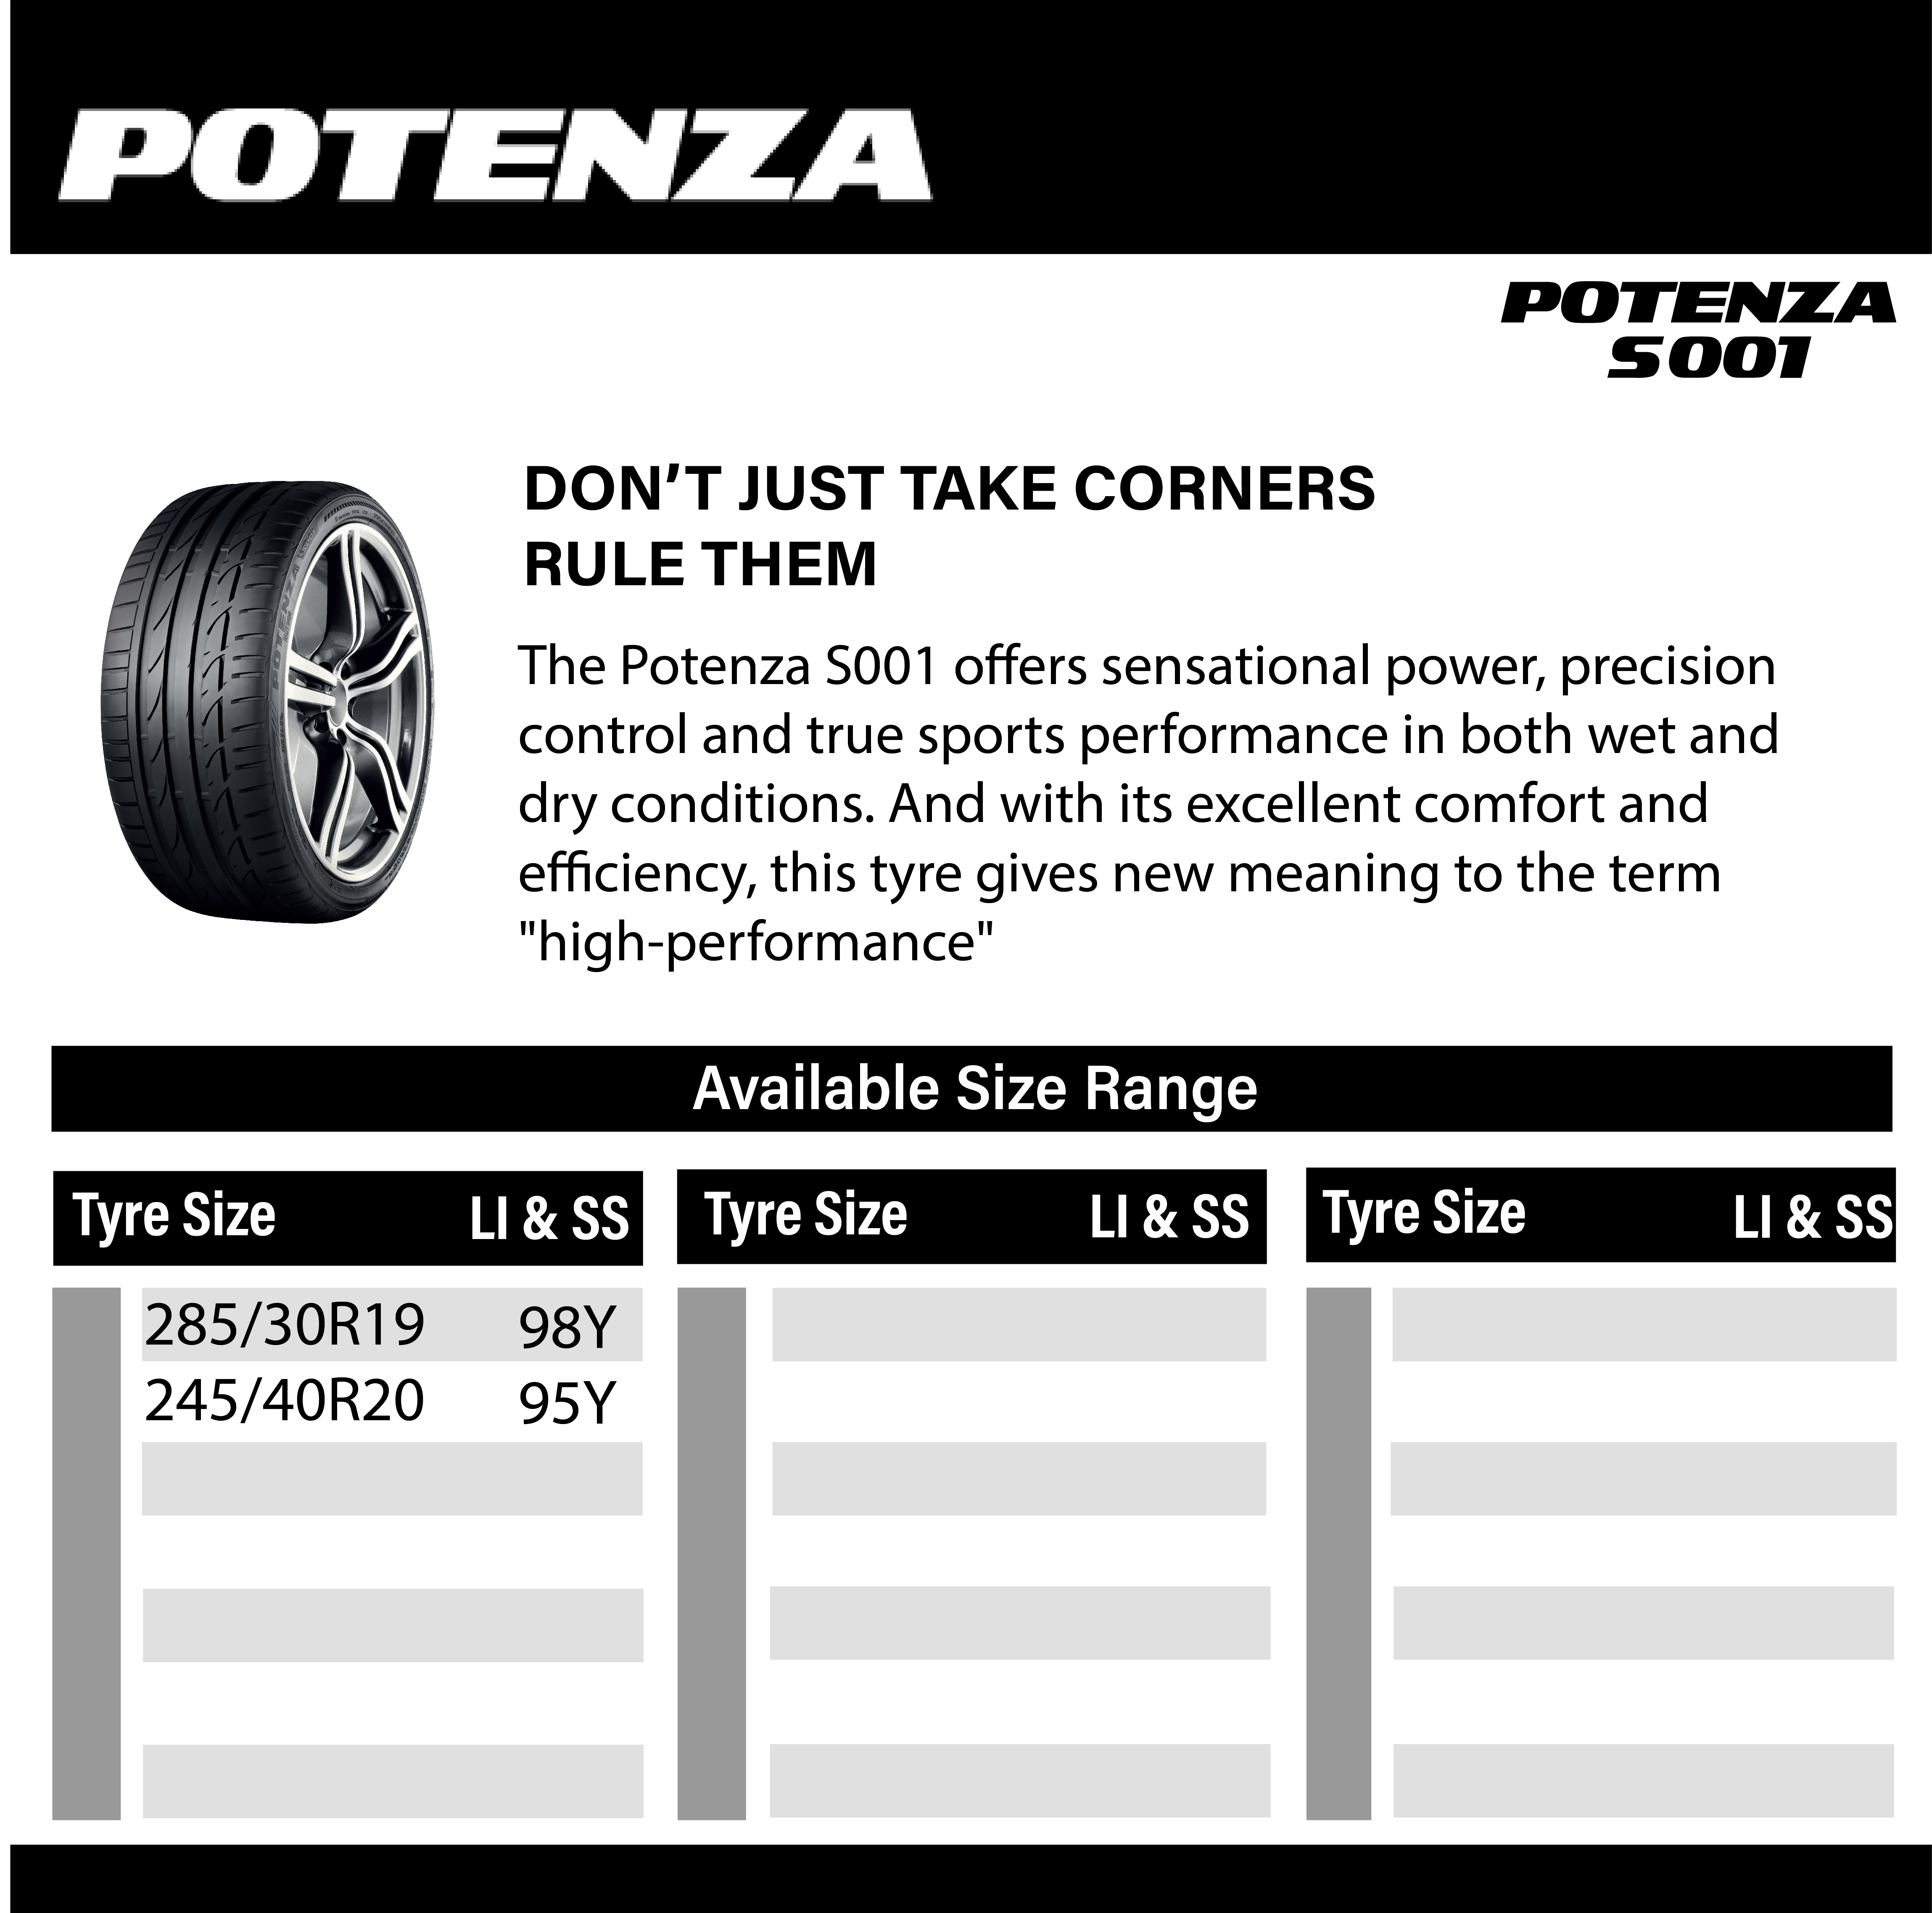 POTENZA
POTENZA
S001
DON'T JUST TAKE CORNERS
RULE THEM
POTENZA
The Potenza S001 offers sensational power, precision
control and true sports performance in both wet and
dry conditions. And with its excellent comfort and
efficiency, this tyre gives new meaning to the term
"high-performance"
Available Size Range
Tyre Size LI & SS
Tyre Size LI & SS
Tyre Size LI & SS
285/30R19 98Y
245/40R20 95Y